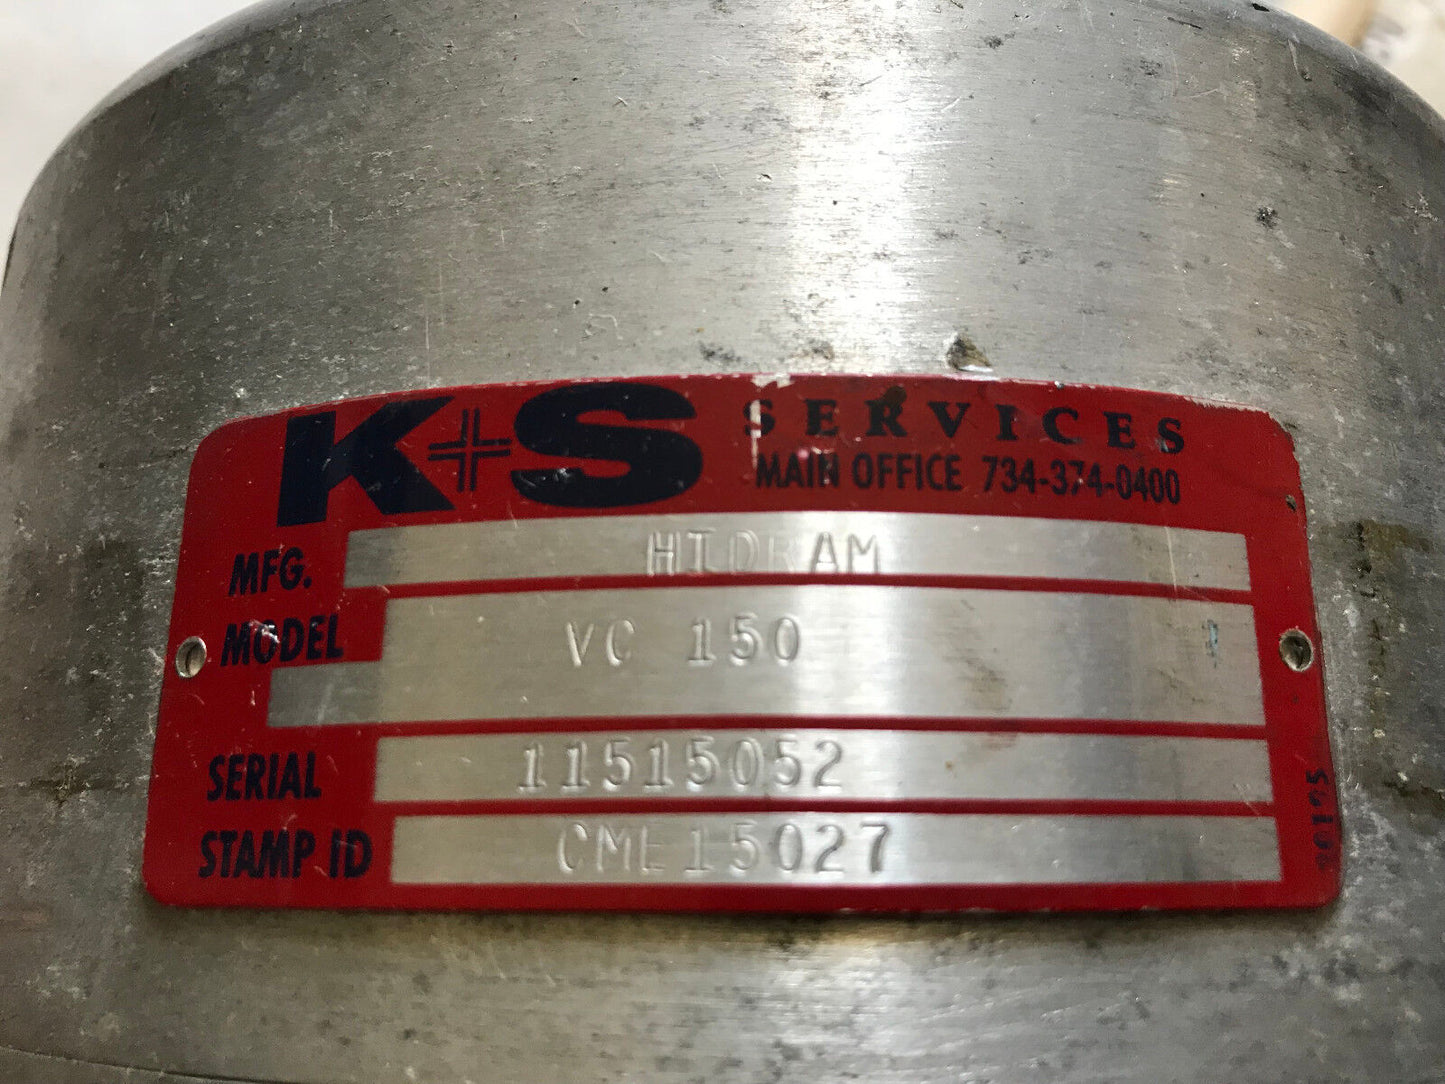 K+S SERVICES
MAIN OFFICE 734-374-0400
MFG. HIDRAM
MODEL VC 150
SERIAL 11515052
STAMP ID CME15027